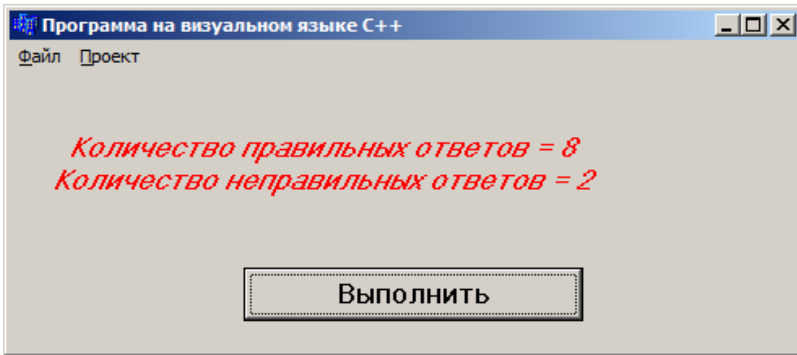 Программа на визуальном языке C++
Файл Проект
Количество правильных ответов = 8
Количество неправильных ответов = 2
Выполнить